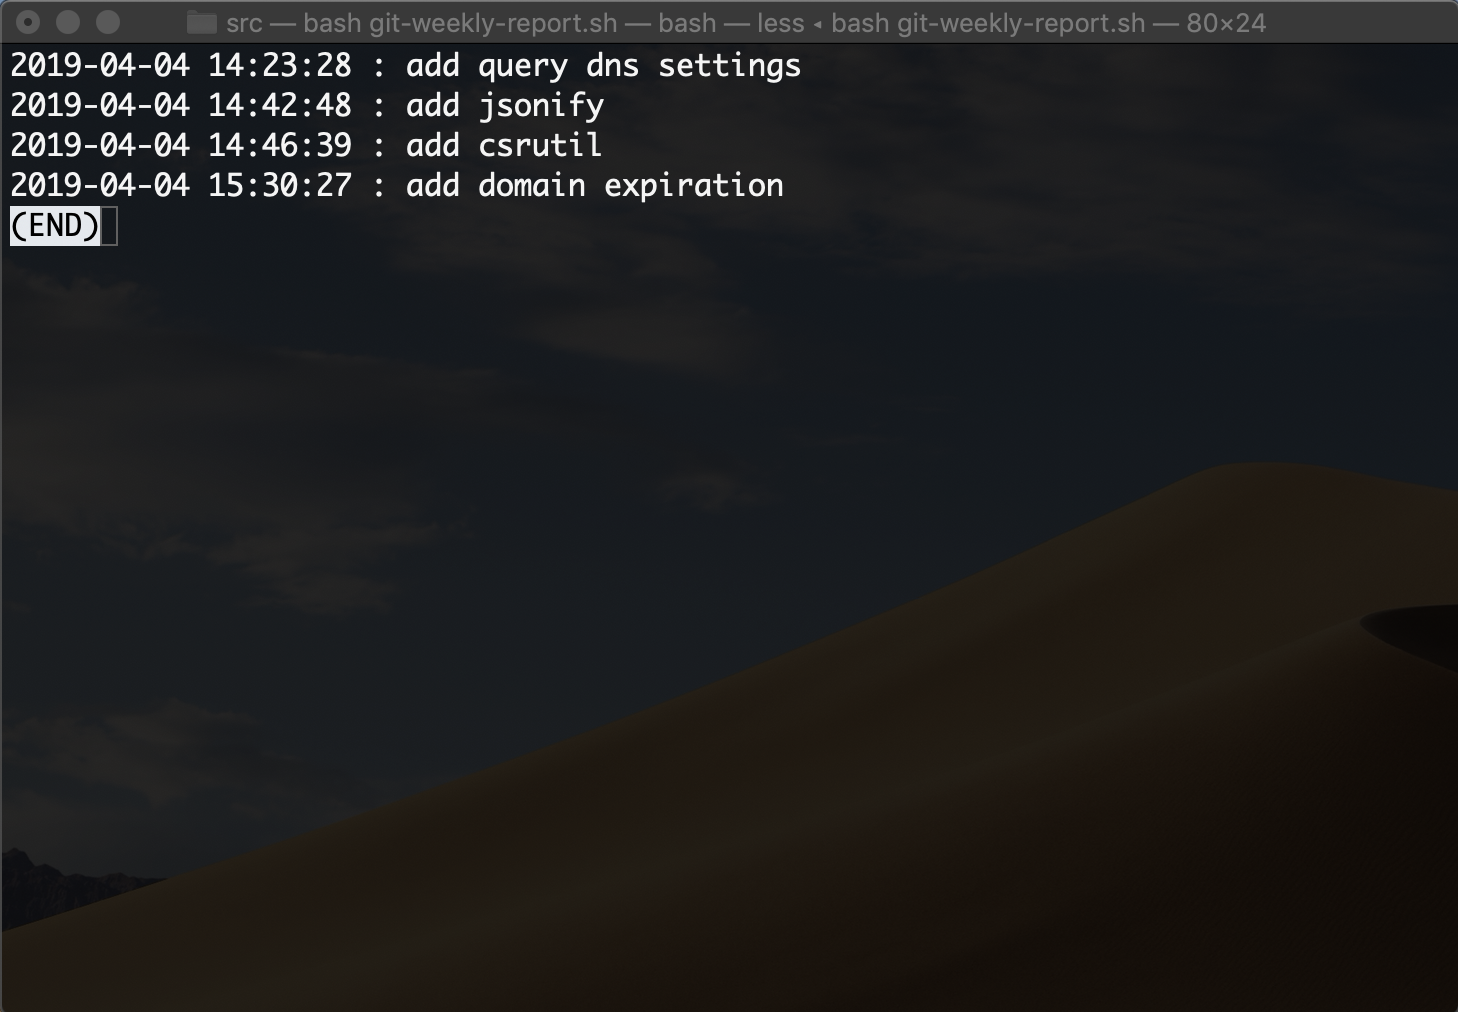 src — bash git-weekly-report.sh — bash — less ◂ bash git-weekly-report.sh — 80×24
2019-04-04 14:23:28 : add query dns settings
2019-04-04 14:42:48 : add jsonify
2019-04-04 14:46:39 : add csrutil
2019-04-04 15:30:27 : add domain expiration
(END)